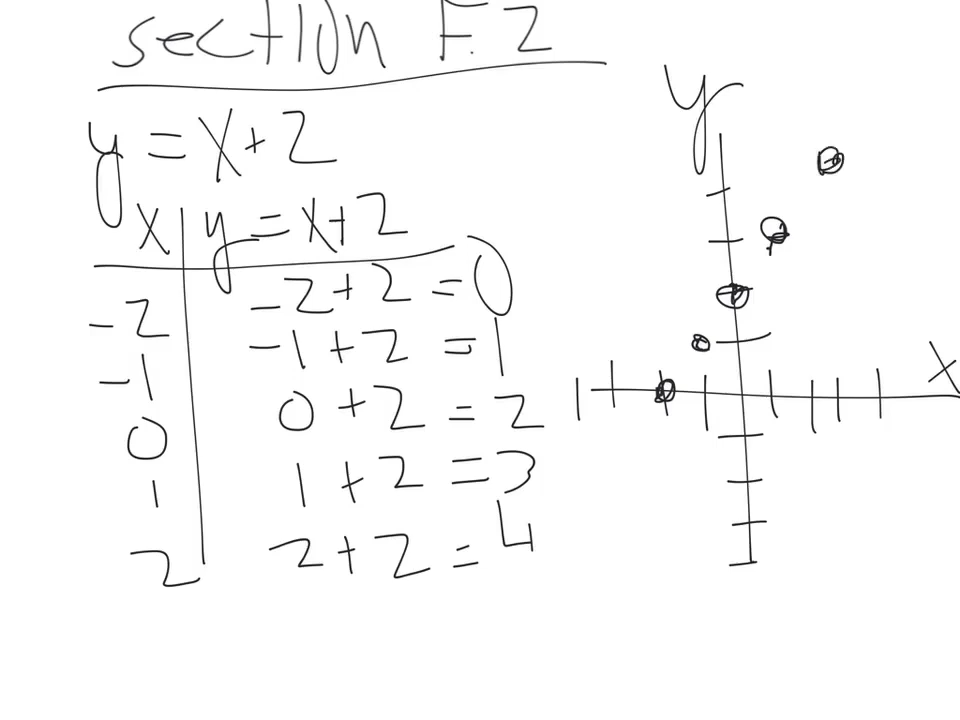 section F.2
y = x + 2
x | y = x + 2
-2 | -2 + 2 = 0
-1 | -1 + 2 = 1
0 | 0 + 2 = 2
1 | 1 + 2 = 3
2 | 2 + 2 = 4
y
x